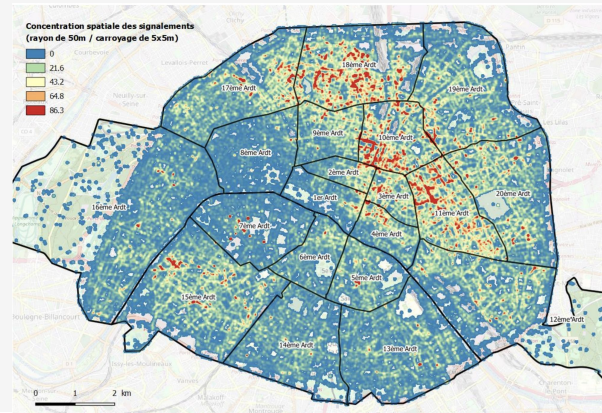 Concentration spatiale des signalements
(rayon de 50m / carroyage de 5x5m)
0
21.6
43.2
64.8
86.3
18ème Ardt
17ème Ardt
19ème Ardt
9ème Ardt
10ème Ardt
8ème Ardt
2ème Ardt
1er Ardt
3ème Ardt
20ème Ardt
16ème Ardt
11ème Ardt
7ème Ardt
4ème Ardt
6ème Ardt
5ème Ardt
15ème Ardt
12ème Ardt
14ème Ardt
13ème Ardt
0 1 2 km